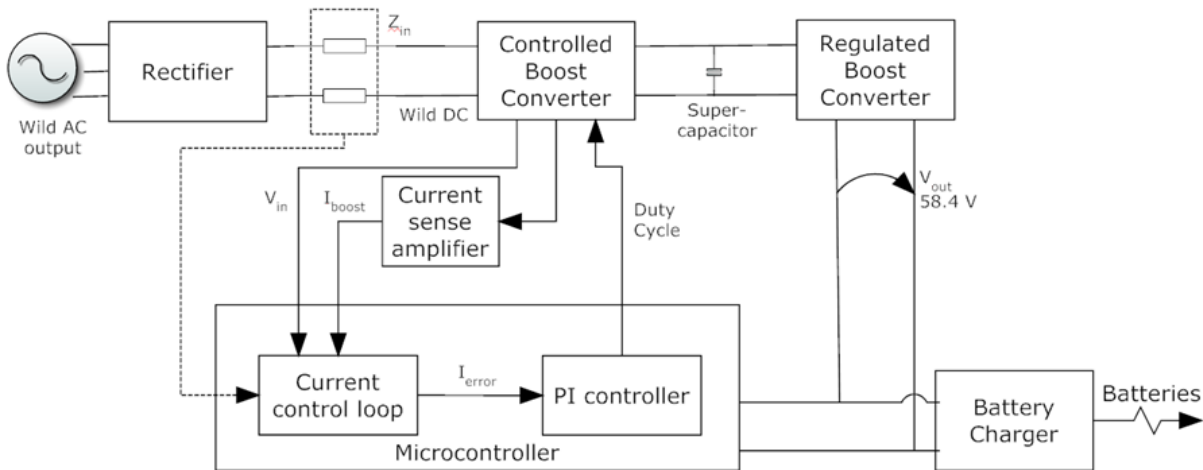 Z_in
Controlled
Boost
Converter
Regulated
Boost
Converter
Rectifier
Wild AC
output
Wild DC
Super-
capacitor
V_in
I_boost
Current
sense
amplifier
Duty
Cycle
V_out
58.4 V
Current
control loop
I_error
PI controller
Microcontroller
Battery
Charger
Batteries